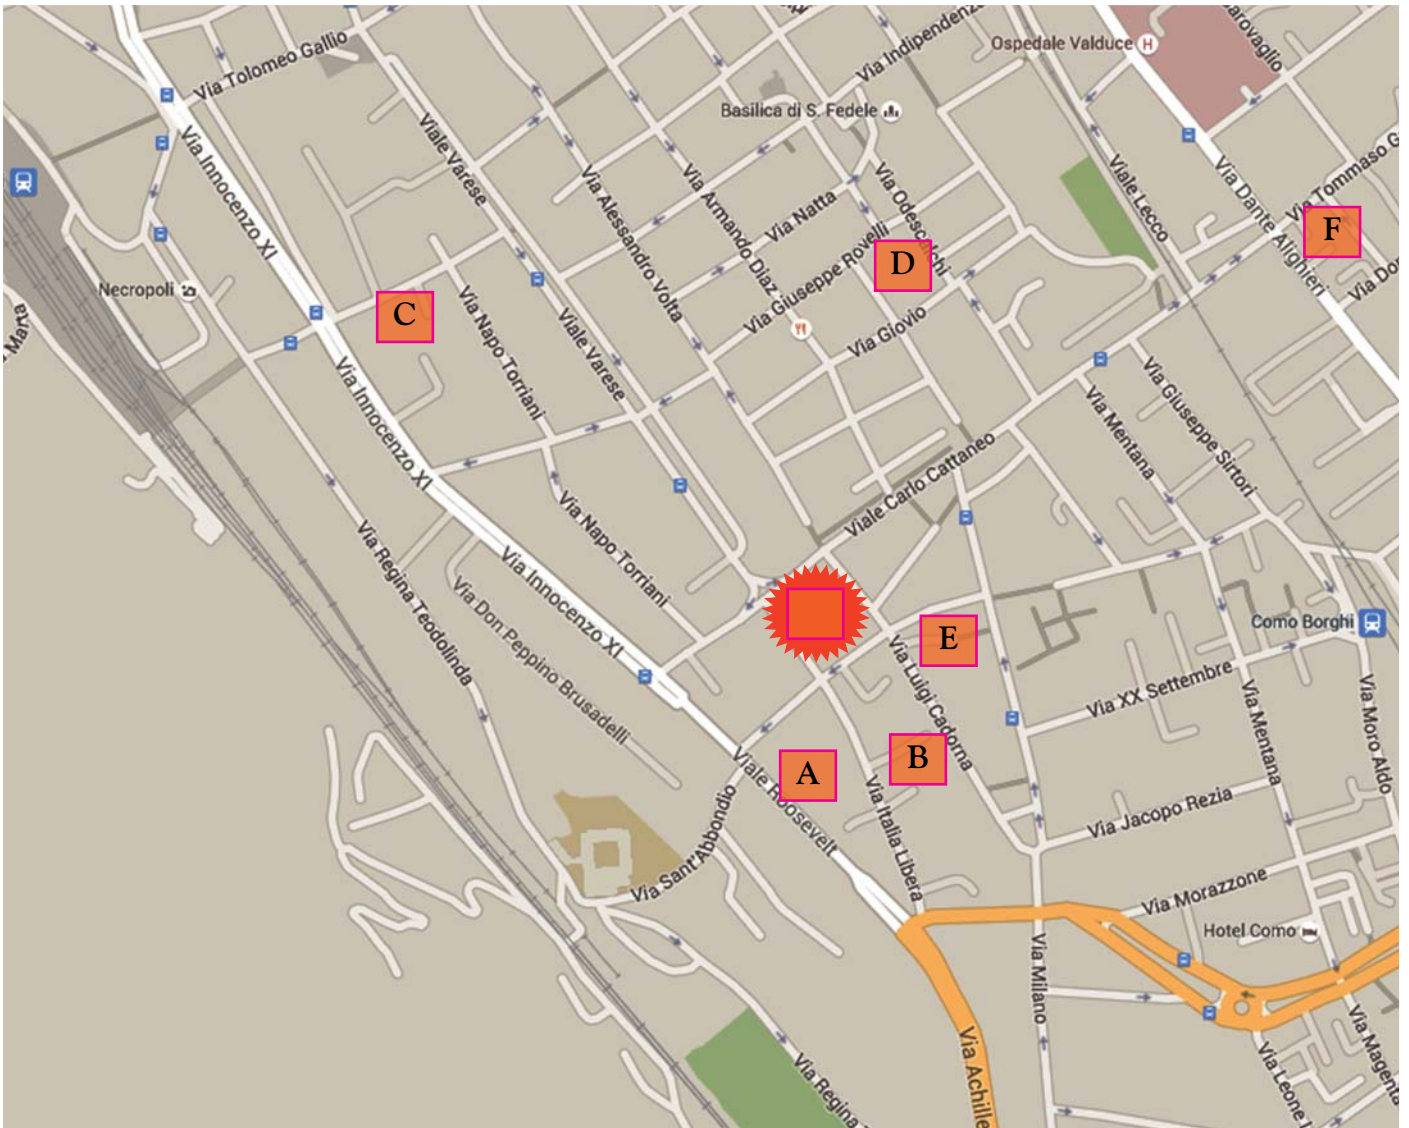 Via Tolomeo Gallio
Ospedale Valduce
H
Via Indipendenza
Basilica di S. Fedele
Viale Varese
Via Innocenzo XI
Via Alessandro Volta
Via Armando Diaz
Via Natta
Via Odescalchi
Viale Lecco
Via Dante Alighieri
Via Tommaso G
F
Via Giuseppe Rovelli
D
Via Do
Necropoli
C
Marta
Via Napo Torriani
Viale Varese
Via Giovio
Via Innocenzo XI
Via Giuseppe Sirtori
Via Mentana
Viale Carlo Cattaneo
Via Napo Torriani
Via Regina Teodolinda
Via Innocenzo XI
Via Don Peppino Brusadelli
Como Borghi
E
Via Luigi Cadorna
Via XX Settembre
Via Mentana
Via Moro Aldo
B
A
Viale Roosevelt
Via Italia Libera
Via Jacopo Rezia
Via Sant'Abbondio
Via Morazzone
Hotel Como
Via Milano
Via Achille
Via Regina
Via Leone
Via Magenta